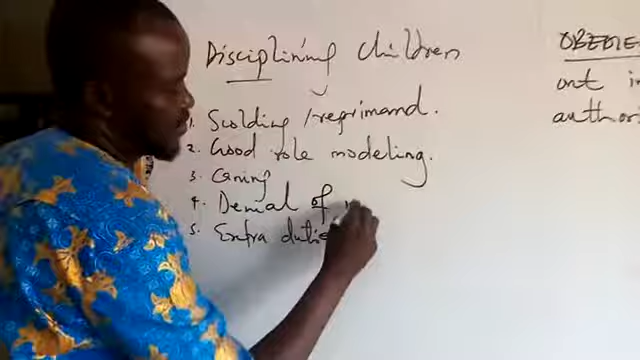 Disciplining children
1. Scolding /reprimand.
2. Good role modeling.
3. Caning
4. Denial of
5. Extra duties
OBEDIE
ont in
authori